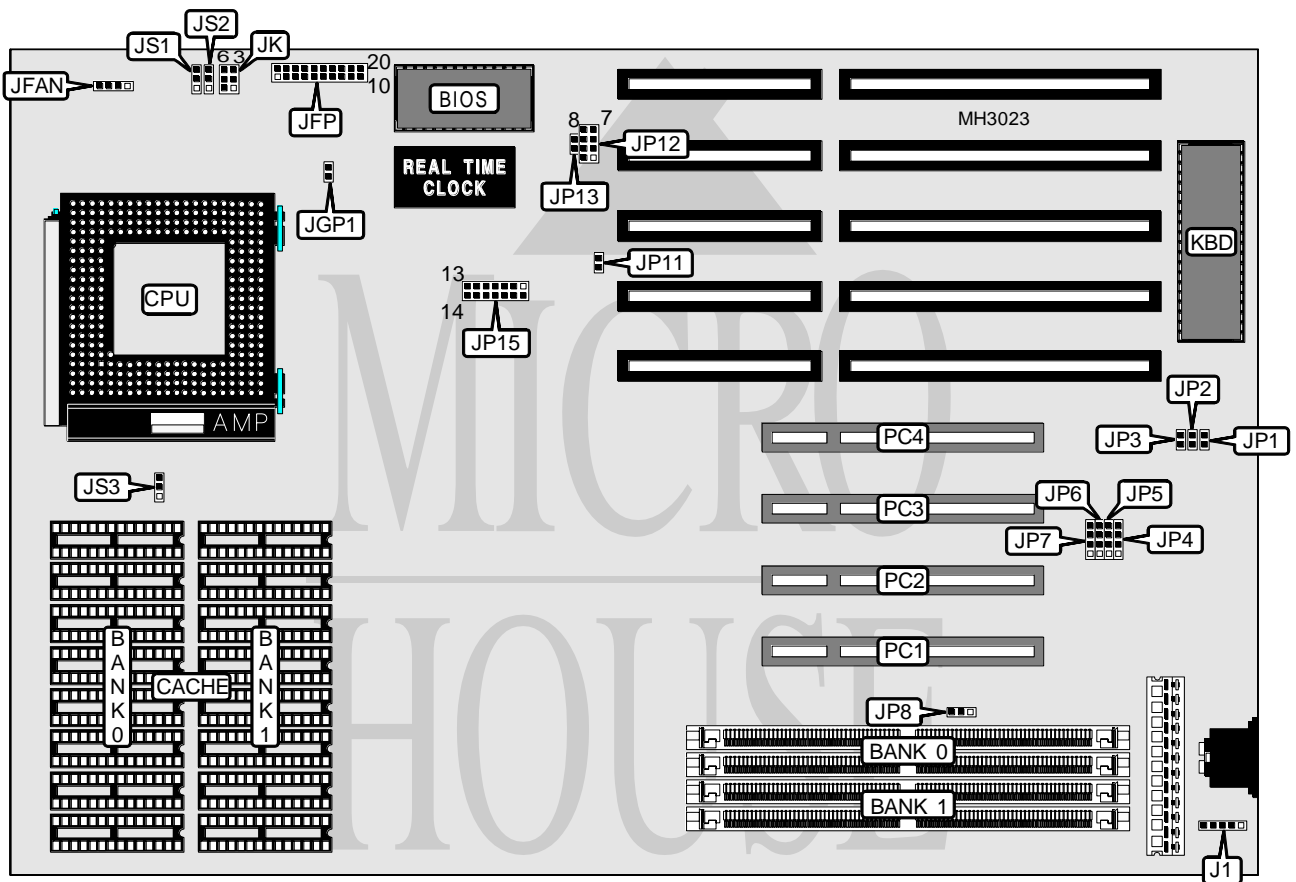 JS2
JS1
JK
6 3
20
10
JFAN
JFP
BIOS
MH3023
8
7
JP12
JP13
REAL TIME
CLOCK
JGP1
KBD
JP11
CPU
13
14
JP15
AMP
JP2
JP3
JP1
PC4
JS3
JP6
JP5
PC3
JP7
JP4
PC2
BANK0
BANK1
CACHE
PC1
JP8
BANK 0
BANK 1
J1
MICRO
HOUSE